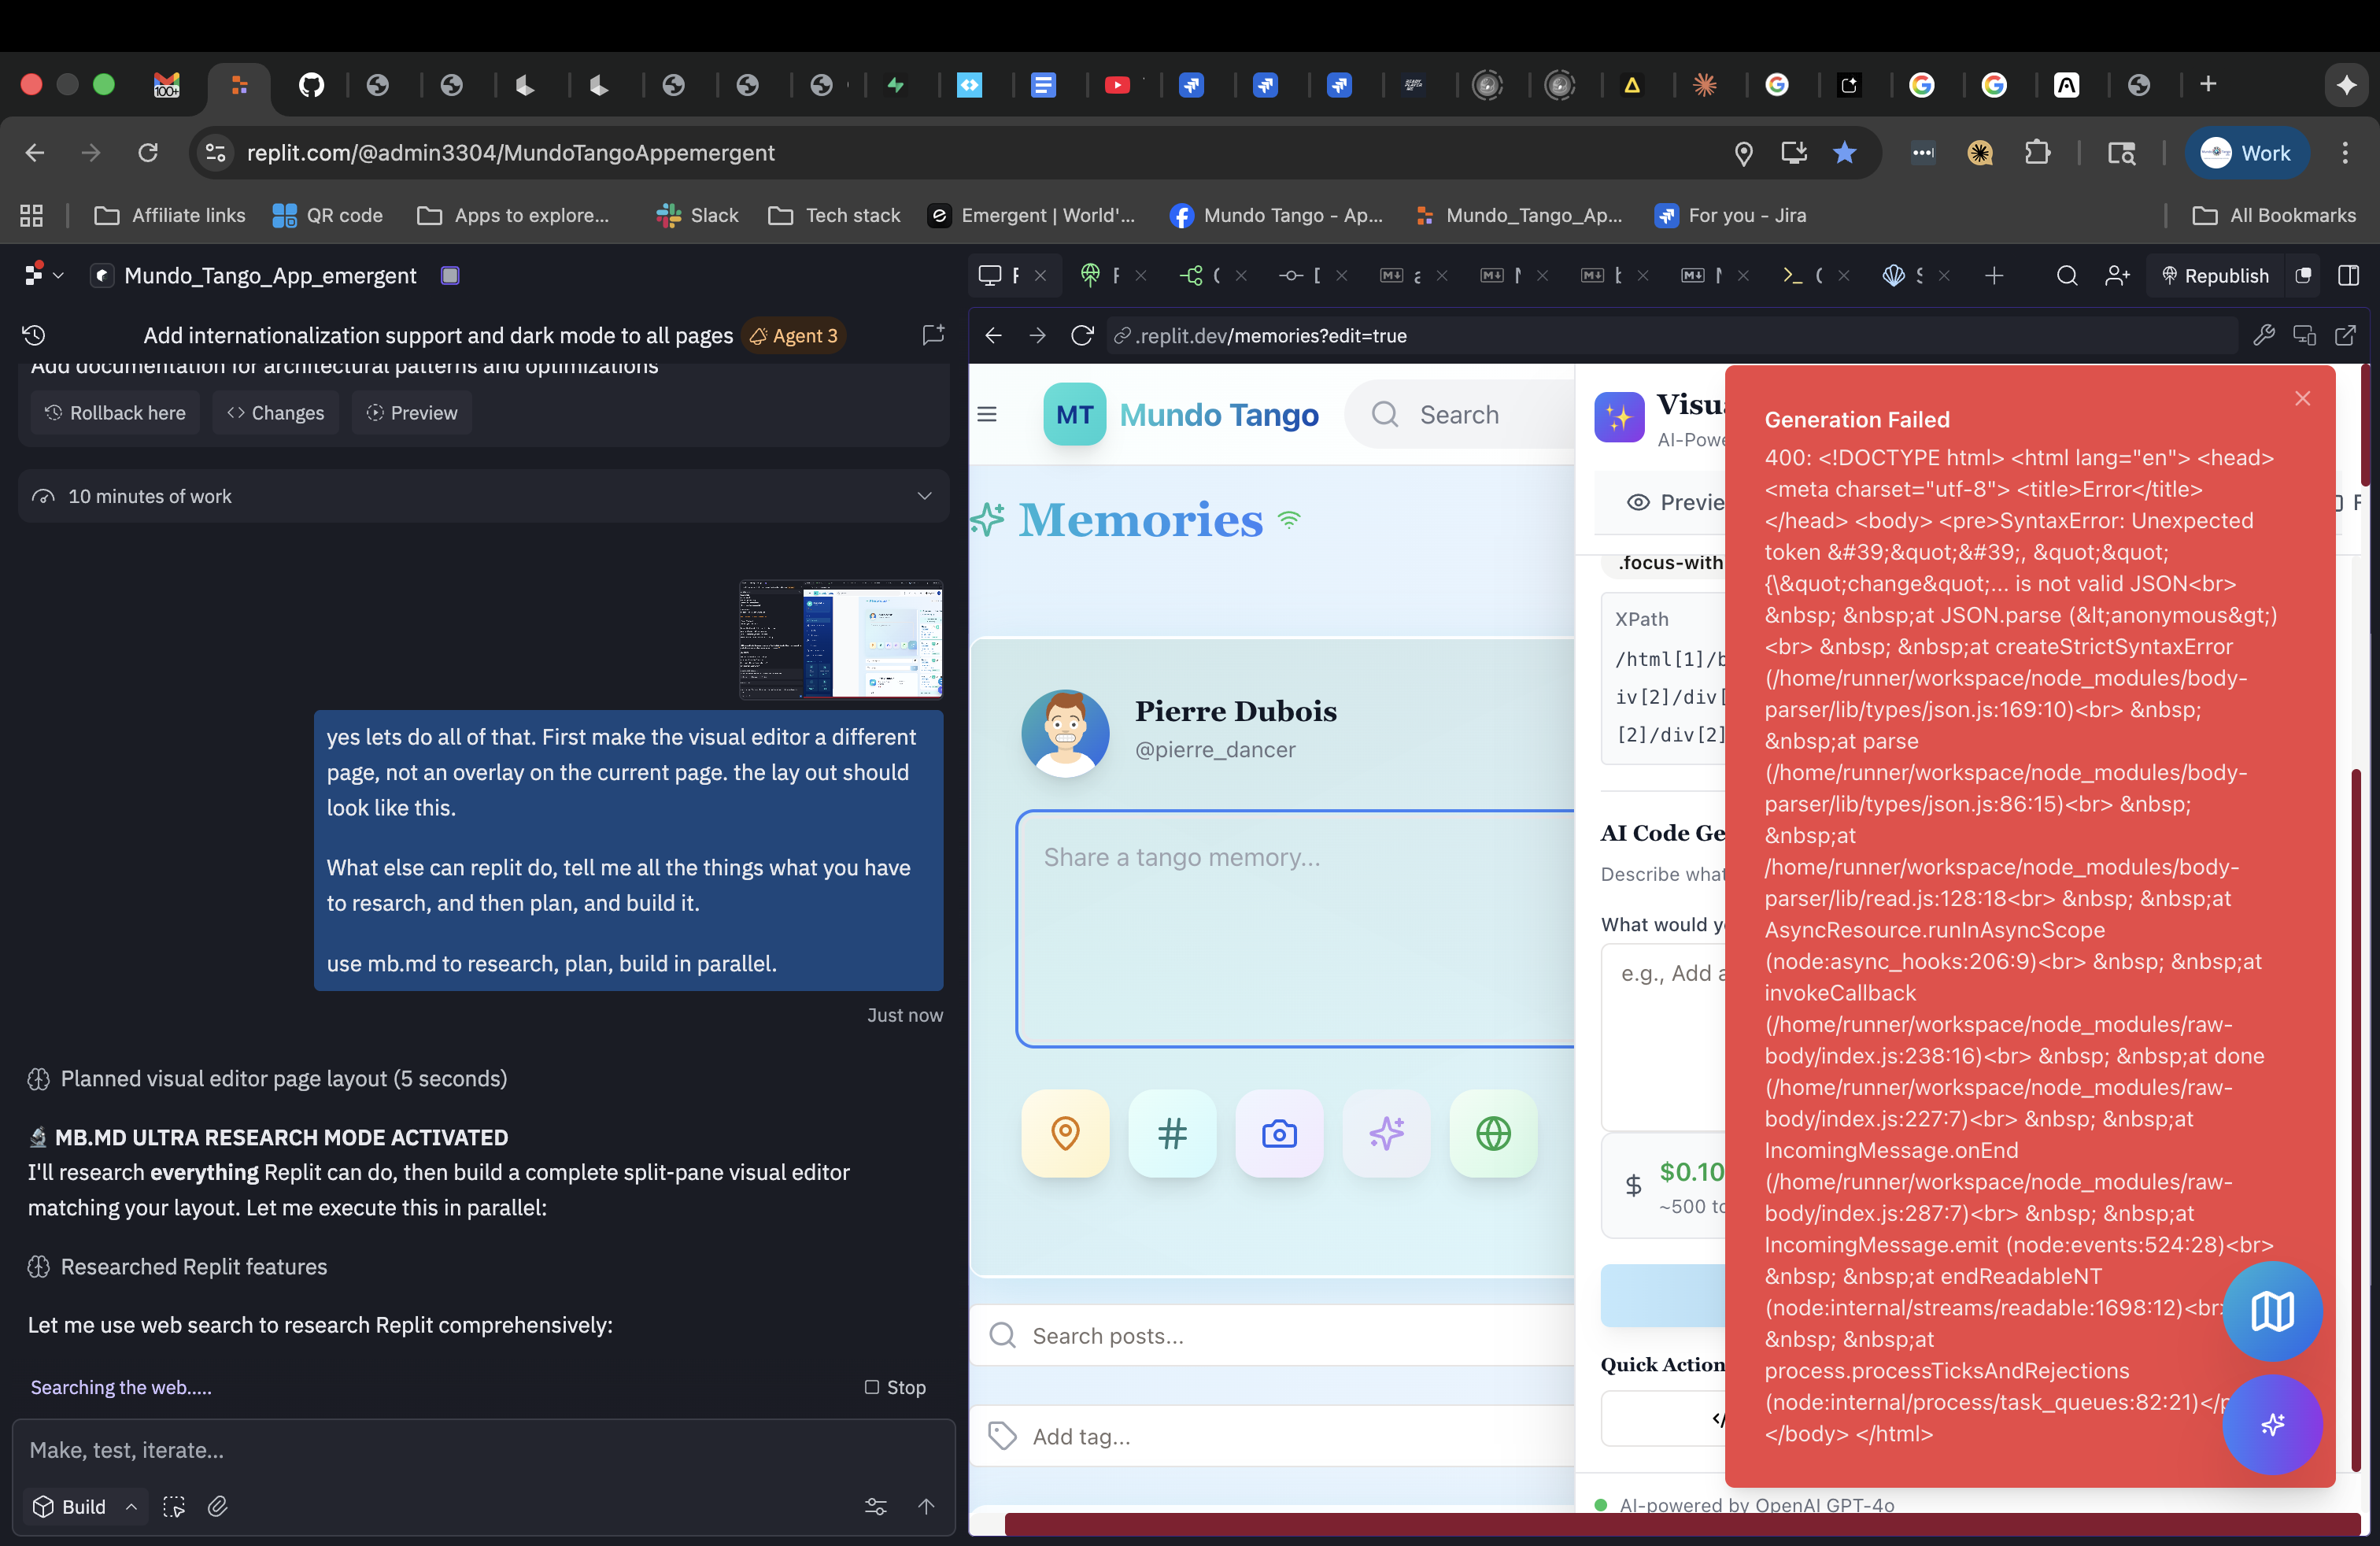 100+
replit.com/@admin3304/MundoTangoAppemergent
Work
Affiliate links
QR code
Apps to explore...
Slack
Tech stack
Emergent | World'...
Mundo Tango - Ap...
Mundo_Tango_Ap...
For you - Jira
All Bookmarks
Mundo_Tango_App_emergent
Republish
Add internationalization support and dark mode to all pages
Agent 3
Add documentation for architectural patterns and optimizations
Rollback here
Changes
Preview
10 minutes of work
yes lets do all of that. First make the visual editor a different
page, not an overlay on the current page. the lay out should
look like this.
What else can replit do, tell me all the things what you have
to resarch, and then plan, and build it.
use mb.md to research, plan, build in parallel.
Just now
Planned visual editor page layout (5 seconds)
MB.MD ULTRA RESEARCH MODE ACTIVATED
I'll research everything Replit can do, then build a complete split-pane visual editor
matching your layout. Let me execute this in parallel:
Researched Replit features
Let me use web search to research Replit comprehensively:
Searching the web.....
Stop
Make, test, iterate...
Build
.replit.dev/memories?edit=true
MT
Mundo Tango
Search
Memories
Pierre Dubois
@pierre_dancer
Share a tango memory...
Search posts...
Add tag...
Visu
AI-Powe
Previe
.focus-with
XPath
/html[1]/b
iv[2]/div[
[2]/div[2]
AI Code Ge
Describe what
What would y
e.g., Add a
$0.10
~500 to
Quick Action
AI-powered by OpenAI GPT-4o
Generation Failed
400: <!DOCTYPE html> <html lang="en"> <head>
<meta charset="utf-8"> <title>Error</title>
</head> <body> <pre>SyntaxError: Unexpected
token &#39;&quot;&#39;, &quot;&quot;
{\&quot;change&quot;... is not valid JSON<br>
&nbsp; &nbsp;at JSON.parse (&lt;anonymous&gt;)
<br> &nbsp; &nbsp;at createStrictSyntaxError
(/home/runner/workspace/node_modules/body-
parser/lib/types/json.js:169:10)<br> &nbsp;
&nbsp;at parse
(/home/runner/workspace/node_modules/body-
parser/lib/types/json.js:86:15)<br> &nbsp;
&nbsp;at
/home/runner/workspace/node_modules/body-
parser/lib/read.js:128:18<br> &nbsp; &nbsp;at
AsyncResource.runInAsyncScope
(node:async_hooks:206:9)<br> &nbsp; &nbsp;at
invokeCallback
(/home/runner/workspace/node_modules/raw-
body/index.js:238:16)<br> &nbsp; &nbsp;at done
(/home/runner/workspace/node_modules/raw-
body/index.js:227:7)<br> &nbsp; &nbsp;at
IncomingMessage.onEnd
(/home/runner/workspace/node_modules/raw-
body/index.js:287:7)<br> &nbsp; &nbsp;at
IncomingMessage.emit (node:events:524:28)<br>
&nbsp; &nbsp;at endReadableNT
(node:internal/streams/readable:1698:12)<br
&nbsp; &nbsp;at
process.processTicksAndRejections
(node:internal/process/task_queues:82:21)</p
</body> </html>